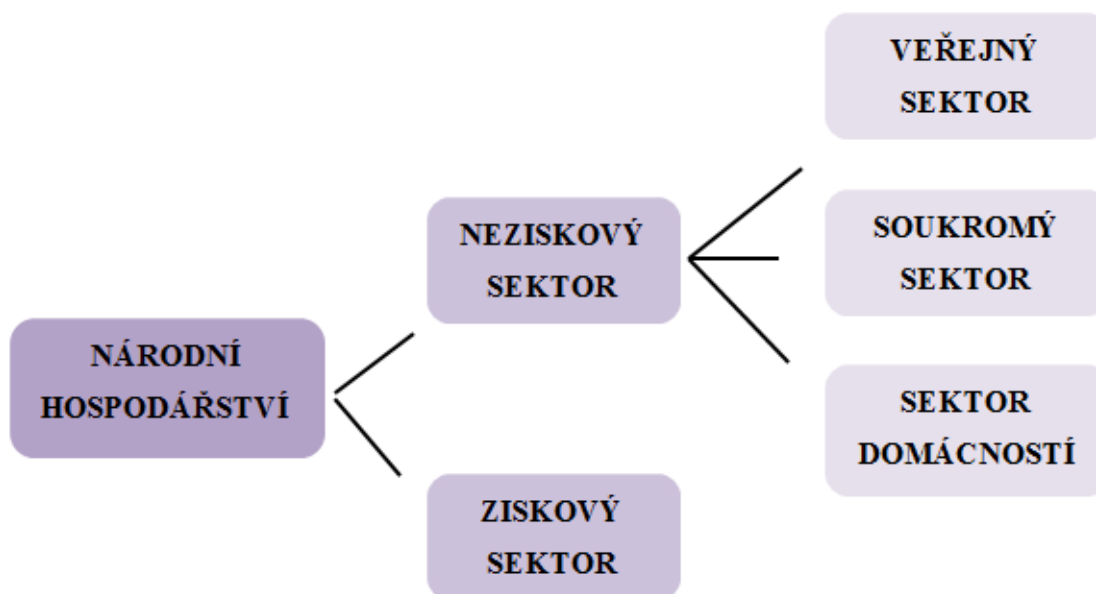 NÁRODNÍ
HOSPODÁŘSTVÍ
NEZISKOVÝ
SEKTOR
ZISKOVÝ
SEKTOR
VEŘEJNÝ
SEKTOR
SOUKROMÝ
SEKTOR
SEKTOR
DOMÁCNOSTÍ